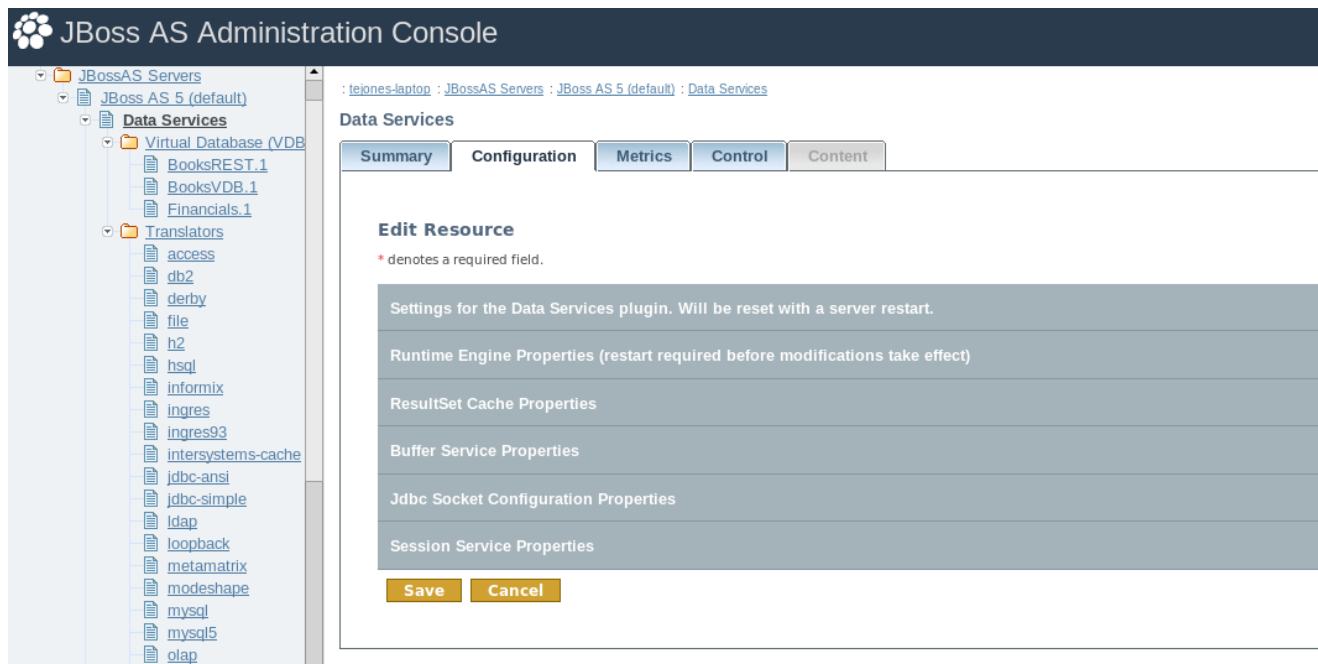 JBoss AS Administration Console
JBossAS Servers
JBoss AS 5 (default)
Data Services
Virtual Database (VDB
BooksREST.1
BooksVDB.1
Financials.1
Translators
access
db2
derby
file
h2
hsql
informix
ingres
ingres93
intersystems-cache
jdbc-ansi
jdbc-simple
ldap
loopback
metamatrix
modeshape
mysql
mysql5
olap
: tejones-laptop : JBossAS Servers : JBoss AS 5 (default) : Data Services
Data Services
Summary Configuration Metrics Control Content
Edit Resource
* denotes a required field.
Settings for the Data Services plugin. Will be reset with a server restart.
Runtime Engine Properties (restart required before modifications take effect)
ResultSet Cache Properties
Buffer Service Properties
Jdbc Socket Configuration Properties
Session Service Properties
Save Cancel